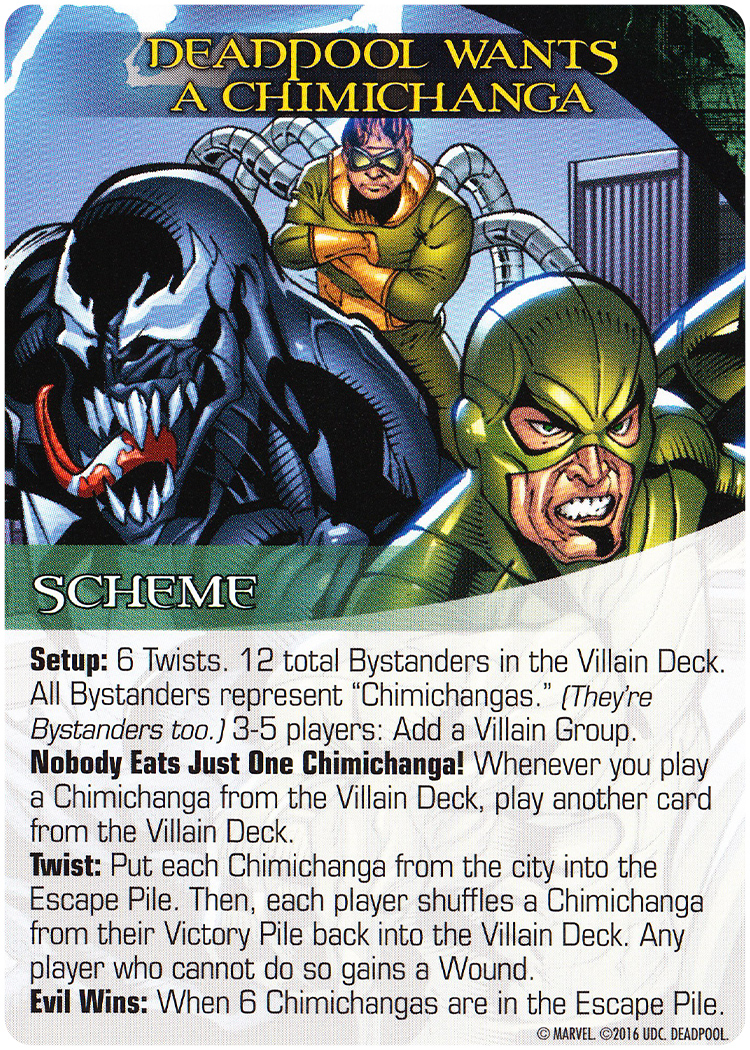 DEADPOOL WANTS
A CHIMICHANGA
SCHEME
Setup: 6 Twists. 12 total Bystanders in the Villain Deck.
All Bystanders represent “Chimichangas.” (They’re
Bystanders too.) 3-5 players: Add a Villain Group.
Nobody Eats Just One Chimichanga! Whenever you play
a Chimichanga from the Villain Deck, play another card
from the Villain Deck.
Twist: Put each Chimichanga from the city into the
Escape Pile. Then, each player shuffles a Chimichanga
from their Victory Pile back into the Villain Deck. Any
player who cannot do so gains a Wound.
Evil Wins: When 6 Chimichangas are in the Escape Pile.
© MARVEL. ©2016 UDC. DEADPOOL.